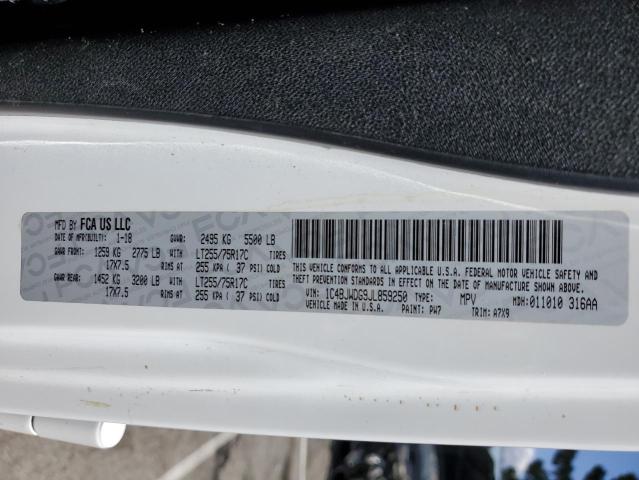 MFD BY FCA US LLC
DATE OF MFR(BUILT): 1-18 GVWR: 2495 KG 5500 LB
GAWR FRONT: 1259 KG 2775 LB WITH LT255/75R17C TIRES
17X7.5 RIMS AT 255 KPA ( 37 PSI) COLD
GAWR REAR: 1452 KG 3200 LB WITH LT255/75R17C TIRES
17X7.5 RIMS AT 255 KPA ( 37 PSI) COLD
THIS VEHICLE CONFORMS TO ALL APPLICABLE U.S.A. FEDERAL MOTOR VEHICLE SAFETY AND
THEFT PREVENTION STANDARDS IN EFFECT ON THE DATE OF MANUFACTURE SHOWN ABOVE.
VIN: 1C4BJWDG9JL859250 TYPE: MPV MDH:011010 316AA
VEHICLE MADE IN U.S.A. PAINT: PW7 TRIM: A7X9